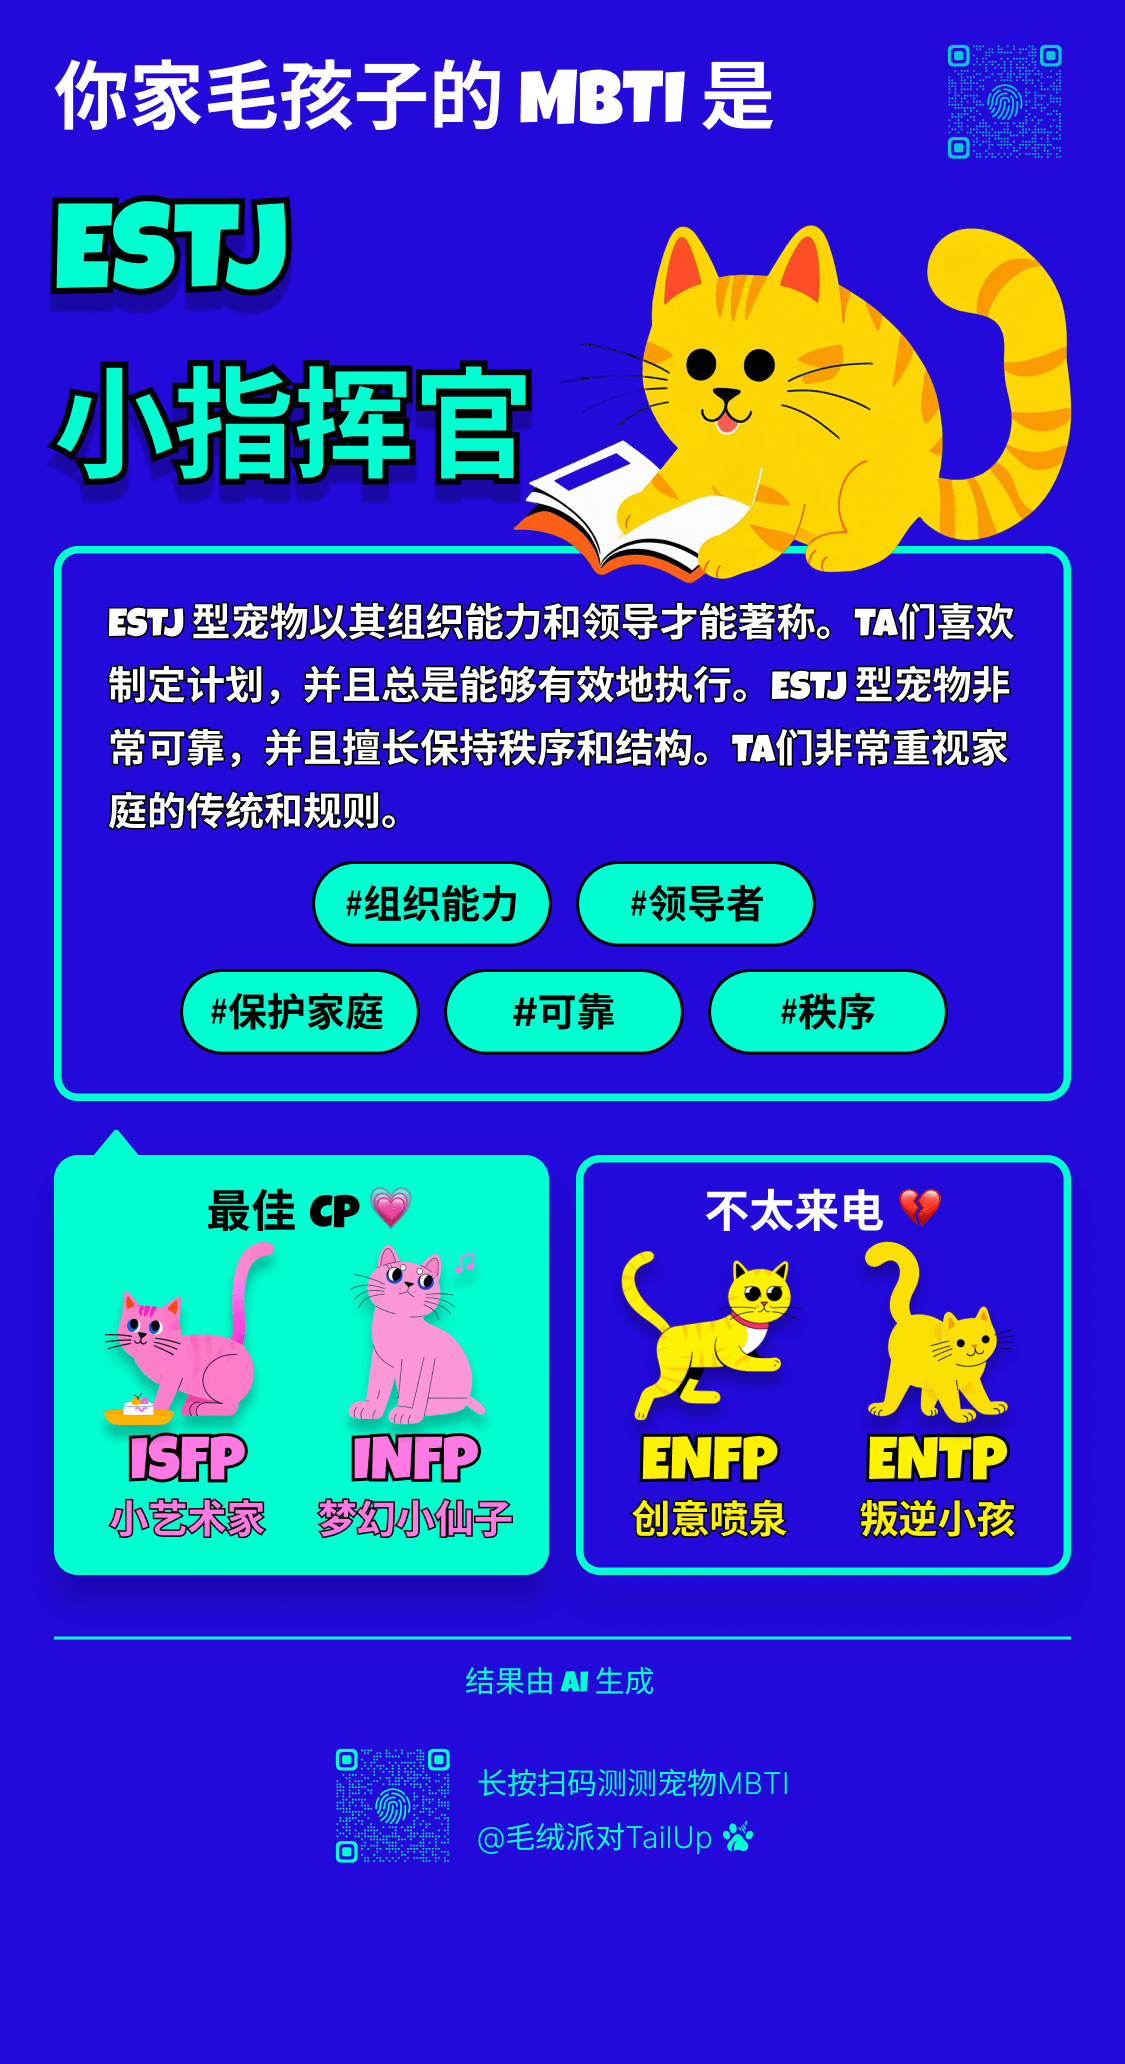 你家毛孩子的 MBTI 是
ESTJ
小指挥官
ESTJ 型宠物以其组织能力和领导才能著称。TA们喜欢
制定计划，并且总是能够有效地执行。ESTJ 型宠物非
常可靠，并且擅长保持秩序和结构。TA们非常重视家
庭的传统和规则。
#组织能力
#领导者
#保护家庭
#可靠
#秩序
最佳 CP
ISFP
小艺术家
INFP
梦幻小仙子
不太来电
ENFP
创意喷泉
ENTP
叛逆小孩
结果由 AI 生成
长按扫码测测宠物MBTI
@毛绒派对TailUp